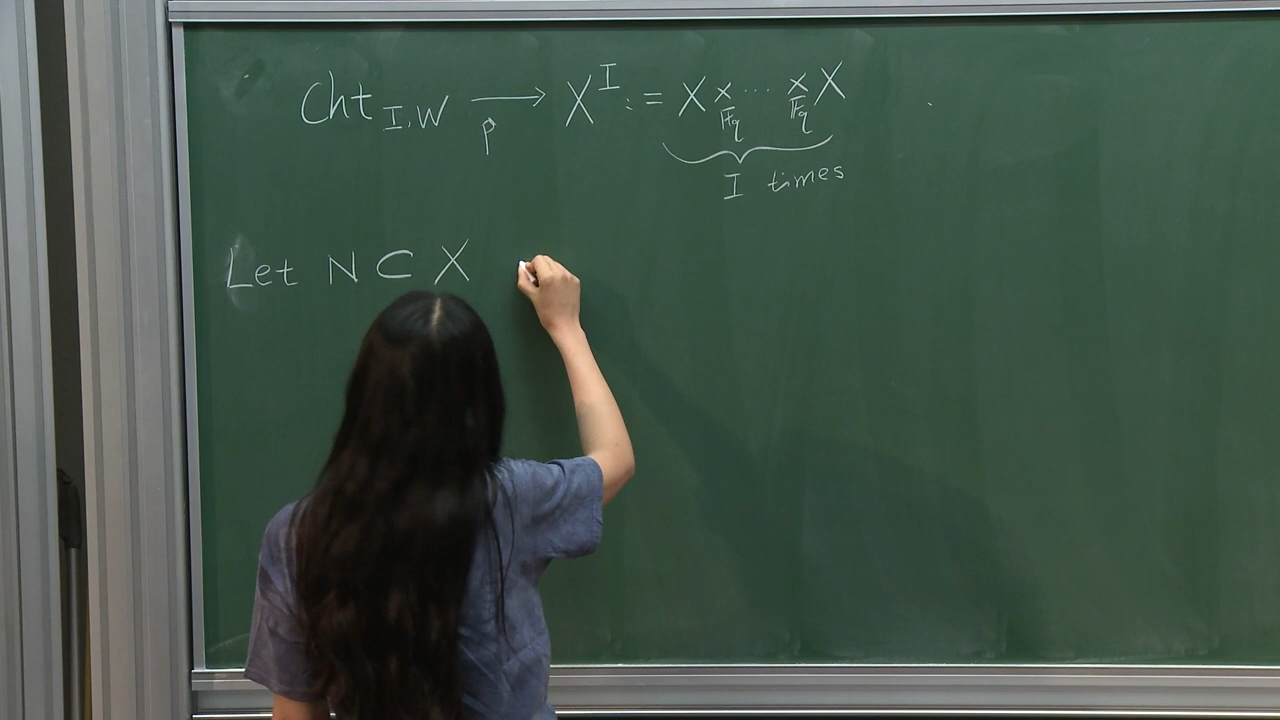 Cht_{I,W} →_p X^I := X ×_{F_q} ⋯ ×_{F_q} X
I times
Let N ⊂ X